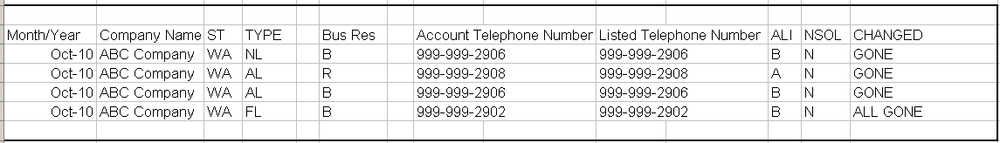 Month/Year Company Name ST TYPE Bus Res Account Telephone Number Listed Telephone Number ALI NSOL CHANGED
Oct-10 ABC Company WA NL B 999-999-2906 999-999-2906 B N GONE
Oct-10 ABC Company WA AL R 999-999-2908 999-999-2908 A N GONE
Oct-10 ABC Company WA AL B 999-999-2906 999-999-2906 B N GONE
Oct-10 ABC Company WA FL B 999-999-2902 999-999-2902 B N ALL GONE